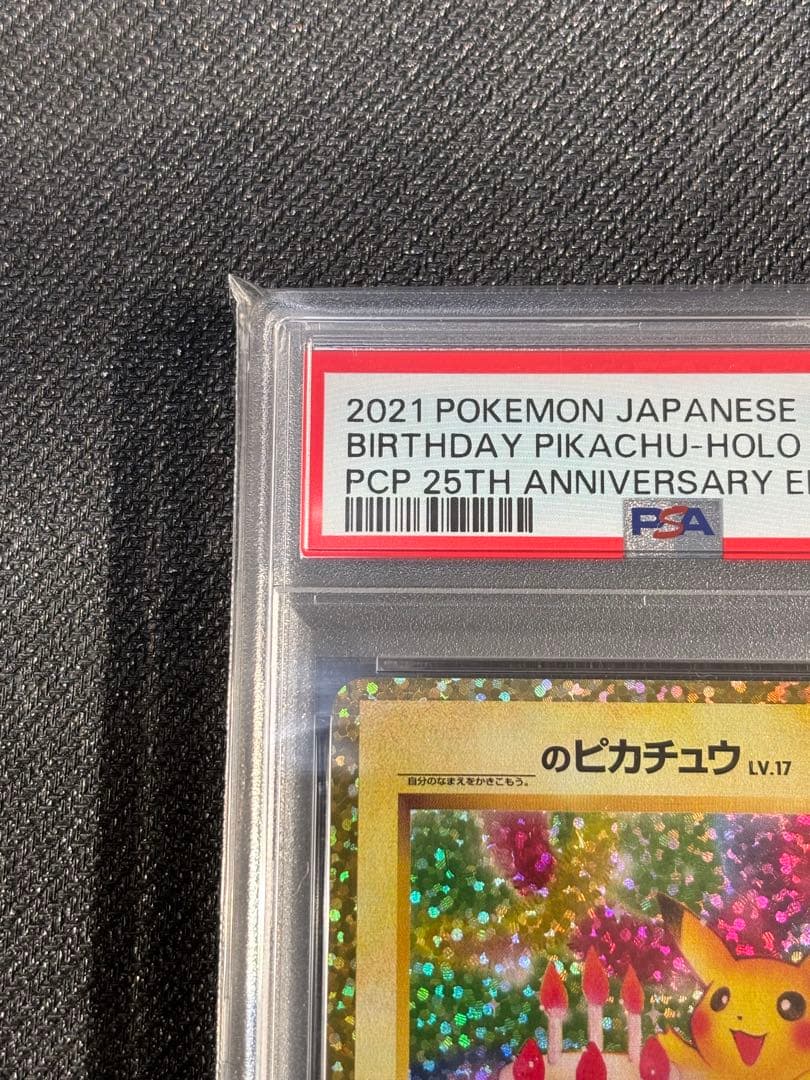 2021 POKEMON JAPANESE
BIRTHDAY PIKACHU-HOLO
PCP 25TH ANNIVERSARY
PSA
のピカチュウ LV.17
自分のなまえをかきこもう。